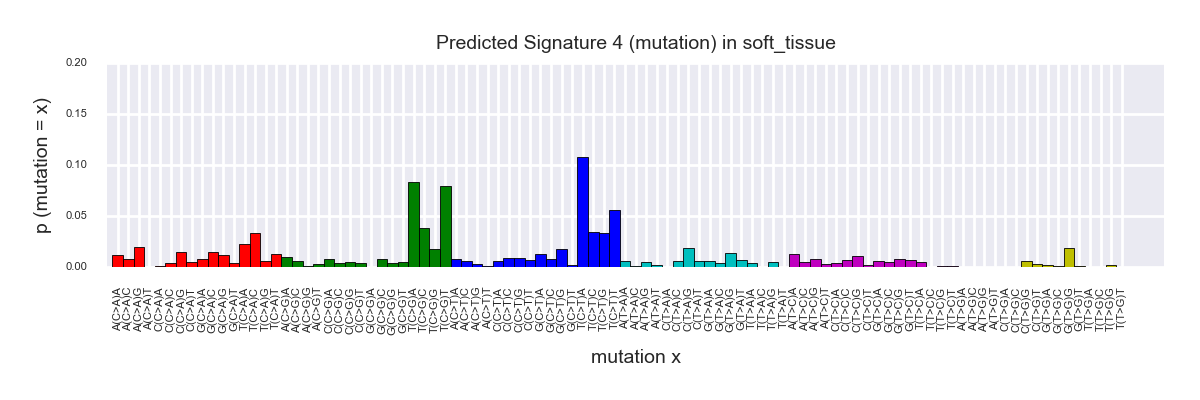 Predicted Signature 4 (mutation) in soft_tissue
p (mutation = x)
0.20
0.15
0.10
0.05
0.00
A(C>A)A
A(C>A)C
A(C>A)G
A(C>A)T
C(C>A)A
C(C>A)C
C(C>A)G
C(C>A)T
G(C>A)A
G(C>A)C
G(C>A)G
G(C>A)T
T(C>A)A
T(C>A)C
T(C>A)G
T(C>A)T
A(C>G)A
A(C>G)C
A(C>G)G
A(C>G)T
C(C>G)A
C(C>G)C
C(C>G)G
C(C>G)T
G(C>G)A
G(C>G)C
G(C>G)G
G(C>G)T
T(C>G)A
T(C>G)C
T(C>G)G
T(C>G)T
A(C>T)A
A(C>T)C
A(C>T)G
A(C>T)T
C(C>T)A
C(C>T)C
C(C>T)G
C(C>T)T
G(C>T)A
G(C>T)C
G(C>T)G
G(C>T)T
T(C>T)A
T(C>T)C
T(C>T)G
T(C>T)T
A(T>A)A
A(T>A)C
A(T>A)G
A(T>A)T
C(T>A)A
C(T>A)C
C(T>A)G
C(T>A)T
G(T>A)A
G(T>A)C
G(T>A)G
G(T>A)T
T(T>A)A
T(T>A)C
T(T>A)G
T(T>A)T
A(T>C)A
A(T>C)C
A(T>C)G
A(T>C)T
C(T>C)A
C(T>C)C
C(T>C)G
C(T>C)T
G(T>C)A
G(T>C)C
G(T>C)G
G(T>C)T
T(T>C)A
T(T>C)C
T(T>C)G
T(T>C)T
A(T>G)A
A(T>G)C
A(T>G)G
A(T>G)T
C(T>G)A
C(T>G)C
C(T>G)G
C(T>G)T
G(T>G)A
G(T>G)C
G(T>G)G
G(T>G)T
T(T>G)A
T(T>G)C
T(T>G)G
T(T>G)T
mutation x